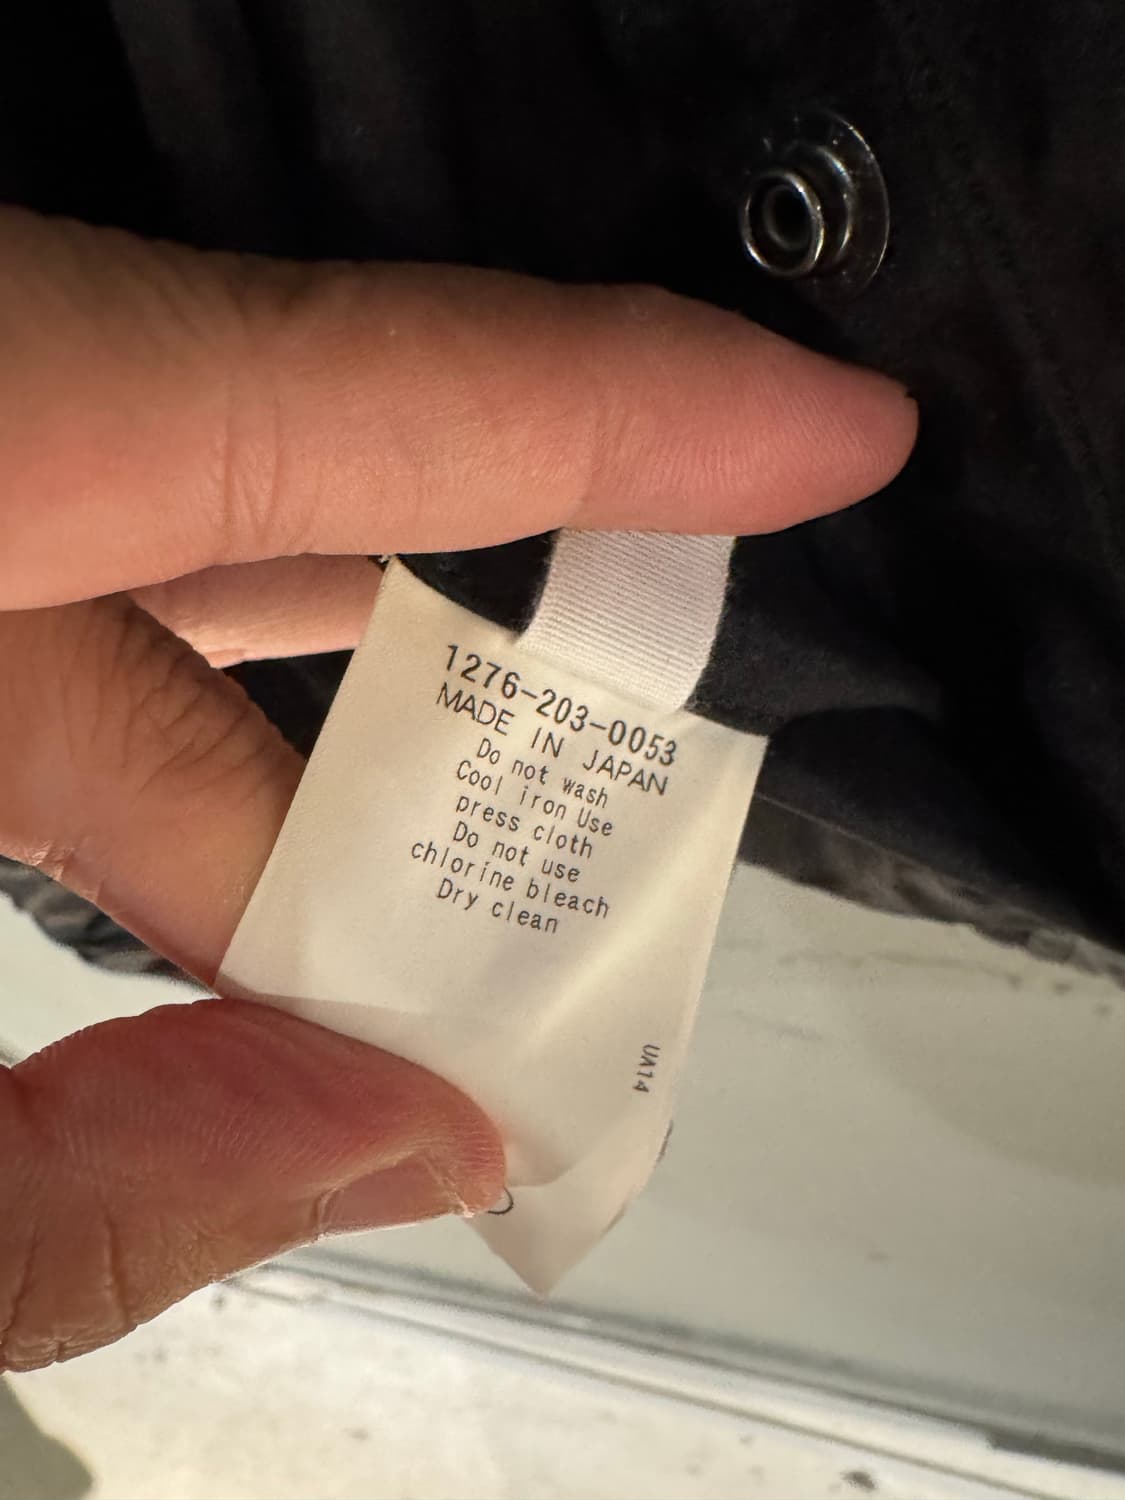 1276-203-0053
MADE IN JAPAN
Do not wash
Cool iron Use
press cloth
Do not use
chlorine bleach
Dry clean
UA14